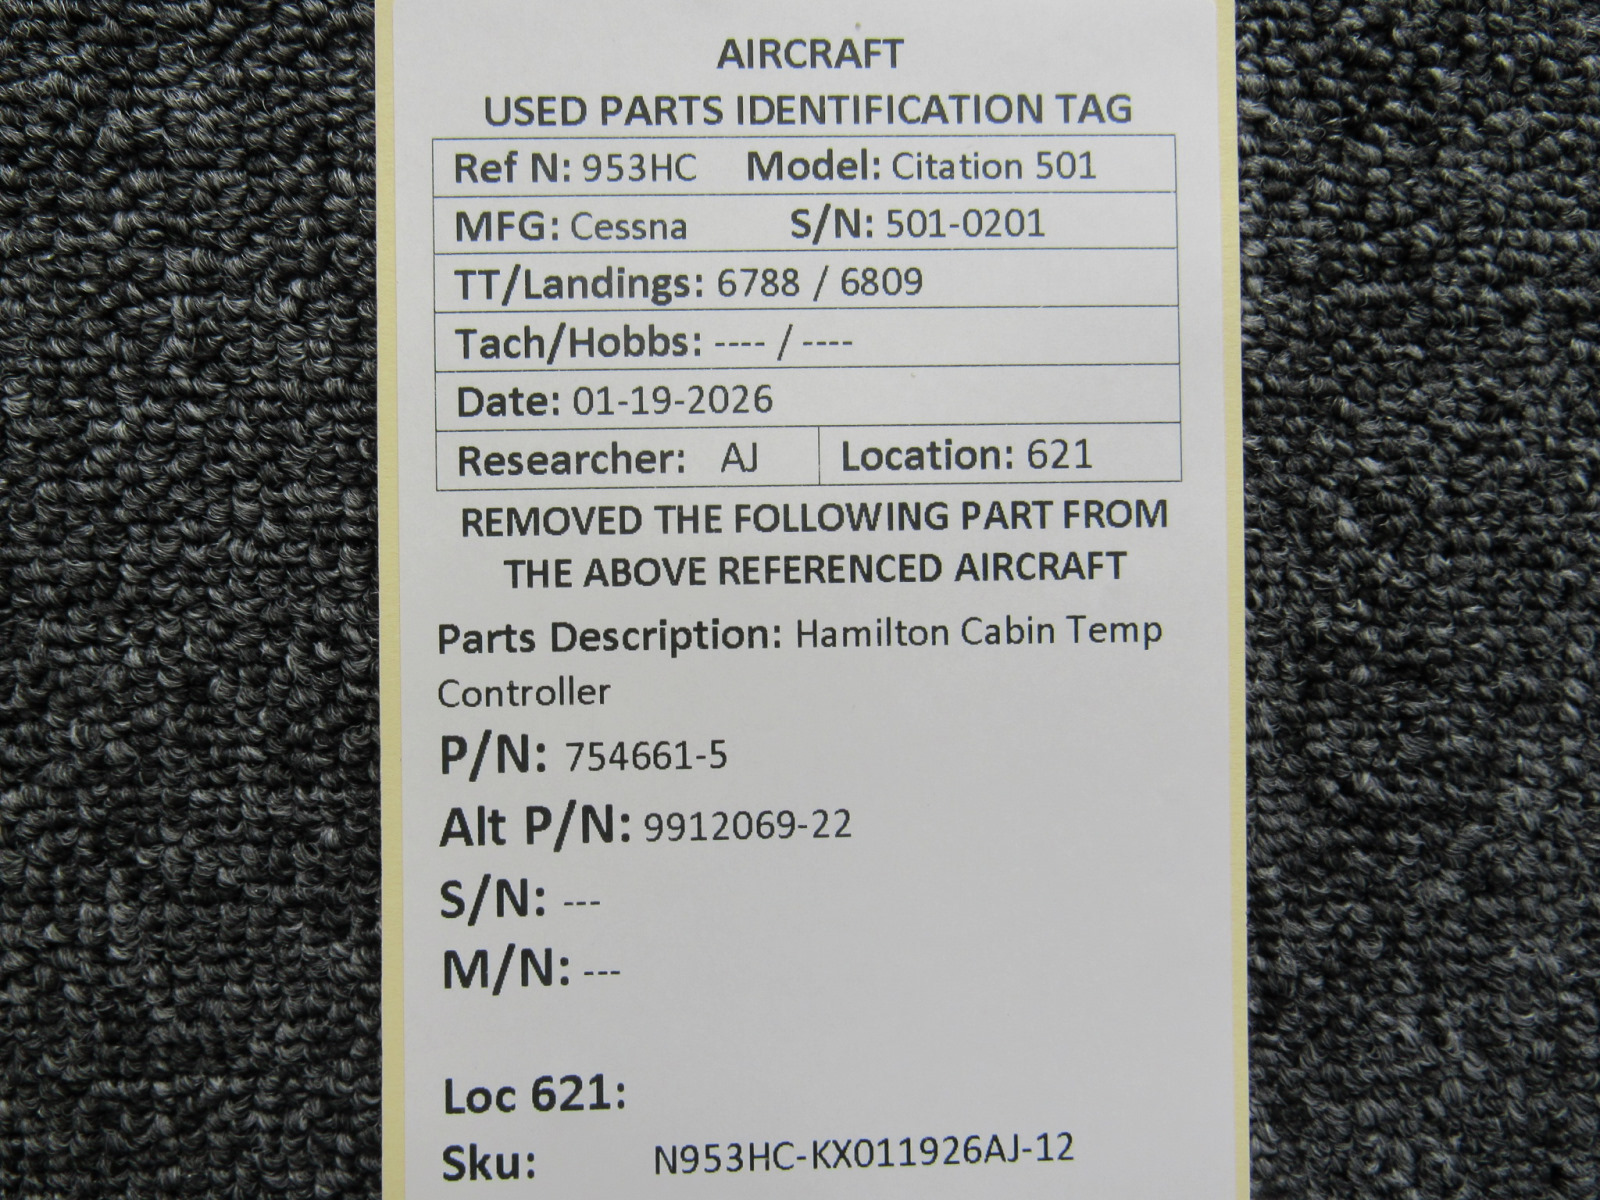 AIRCRAFT
USED PARTS IDENTIFICATION TAG
Ref N: 953HC Model: Citation 501
MFG: Cessna S/N: 501-0201
TT/Landings: 6788 / 6809
Tach/Hobbs: ---- / ----
Date: 01-19-2026
Researcher: AJ Location: 621
REMOVED THE FOLLOWING PART FROM
THE ABOVE REFERENCED AIRCRAFT
Parts Description: Hamilton Cabin Temp
Controller
P/N: 754661-5
Alt P/N: 9912069-22
S/N: ---
M/N: ---
Loc 621:
Sku: N953HC-KX011926AJ-12